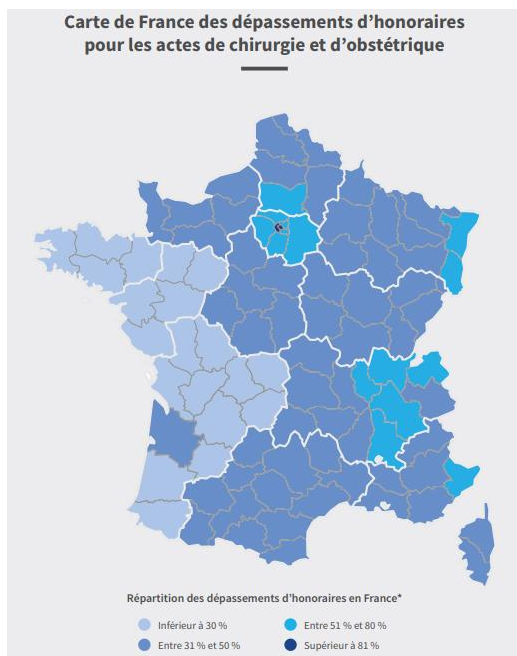 Carte de France des dépassements d’honoraires
pour les actes de chirurgie et d’obstétrique
Répartition des dépassements d’honoraires en France*
Inférieur à 30 %
Entre 51 % et 80 %
Entre 31 % et 50 %
Supérieur à 81 %